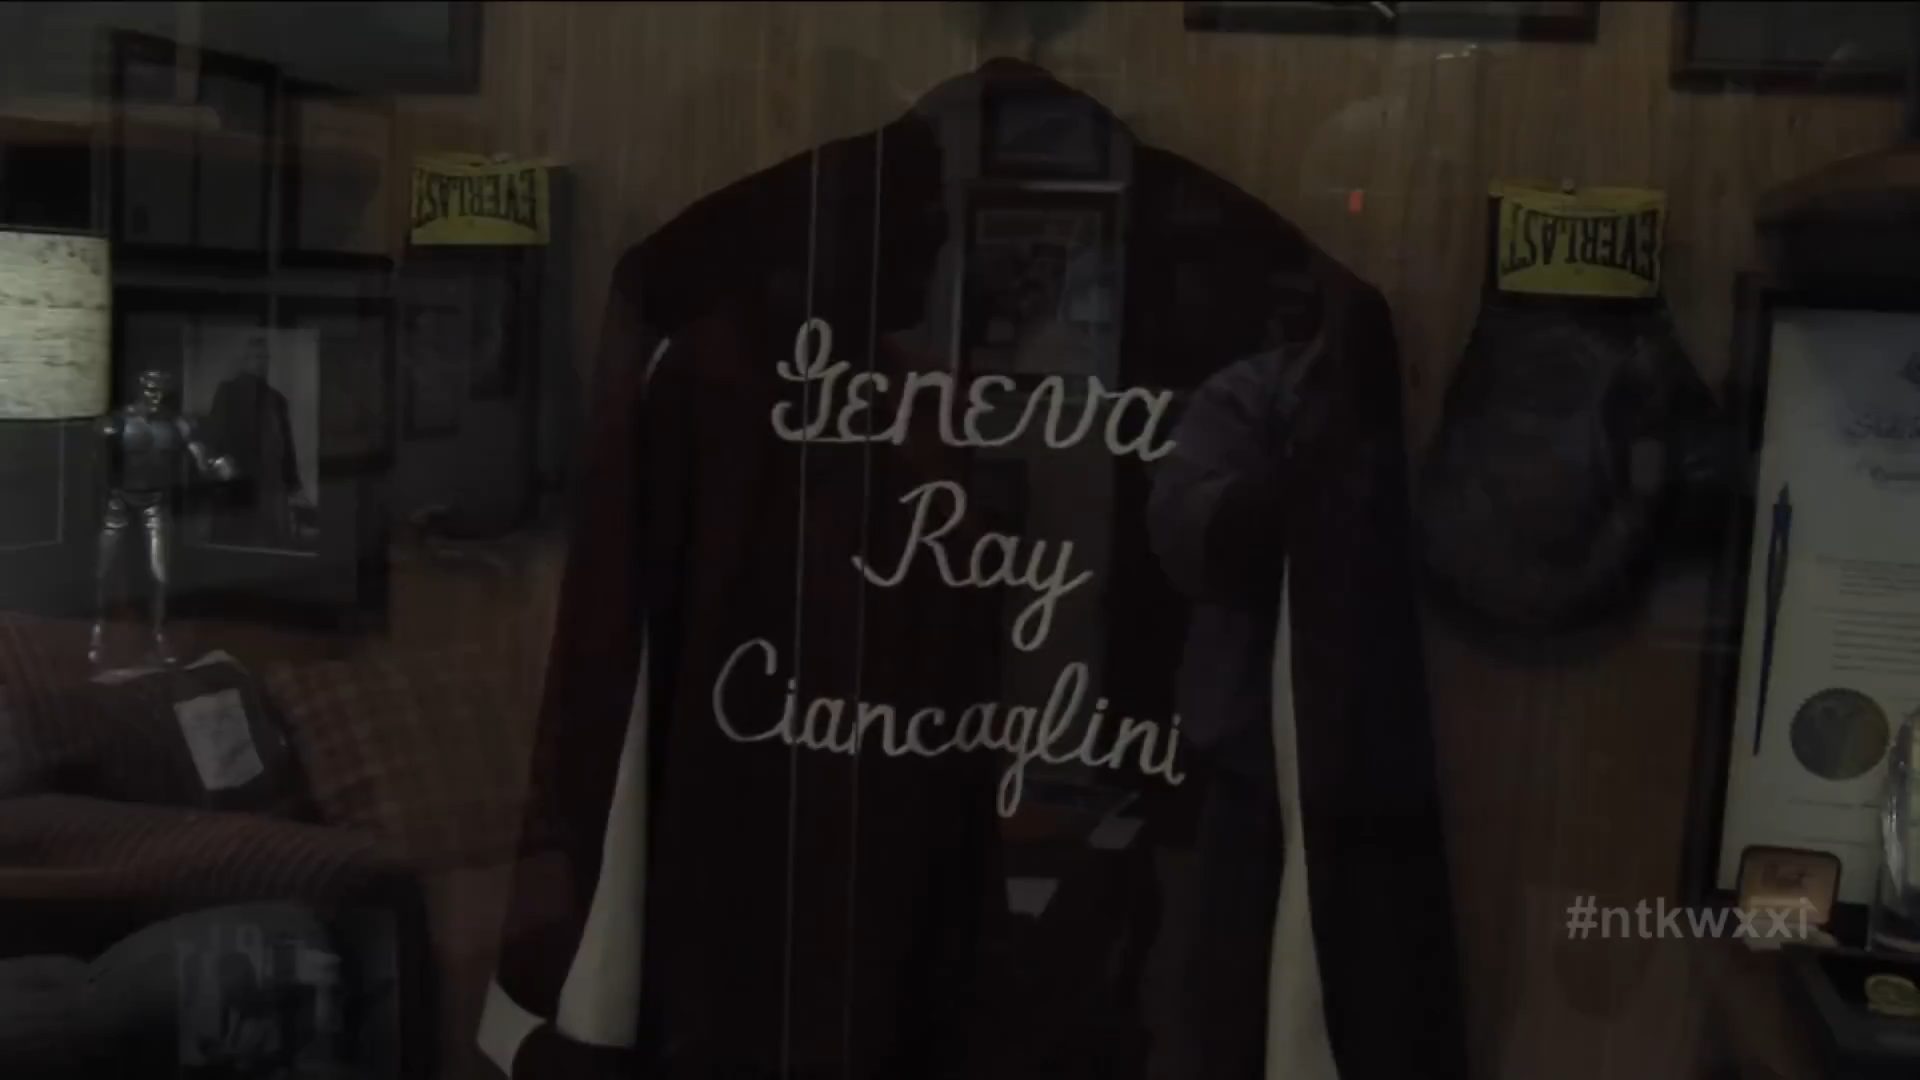 EVERLAST
EVERLAST
Geneva
Ray
Ciancaglini
#ntkwxxi